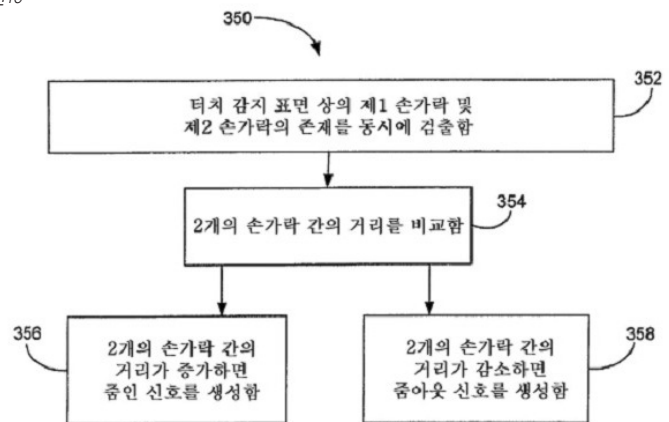 350
352
터치 감지 표면 상의 제1 손가락 및
제2 손가락의 존재를 동시에 검출함
354
2개의 손가락 간의 거리를 비교함
356
2개의 손가락 간의
거리가 증가하면
줌인 신호를 생성함
358
2개의 손가락 간의
거리가 감소하면
줌아웃 신호를 생성함